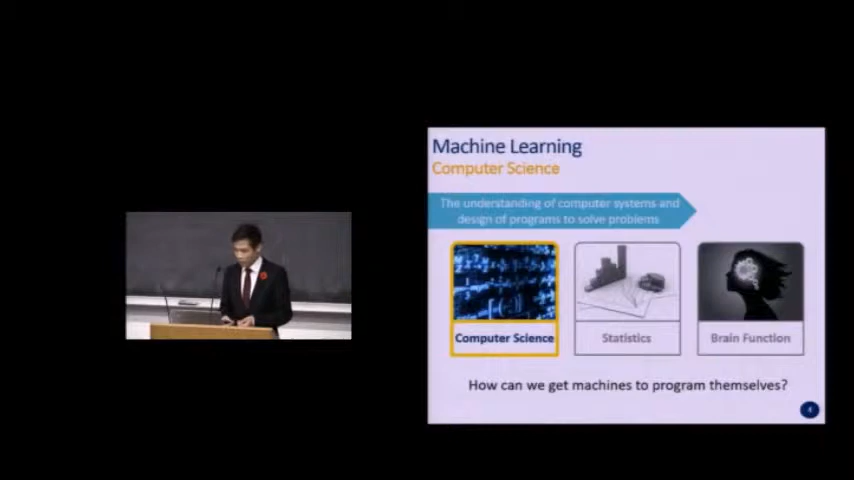 Machine Learning
Computer Science
The understanding of computer systems and
design of programs to solve problems
Computer Science
Statistics
Brain Function
How can we get machines to program themselves?
4